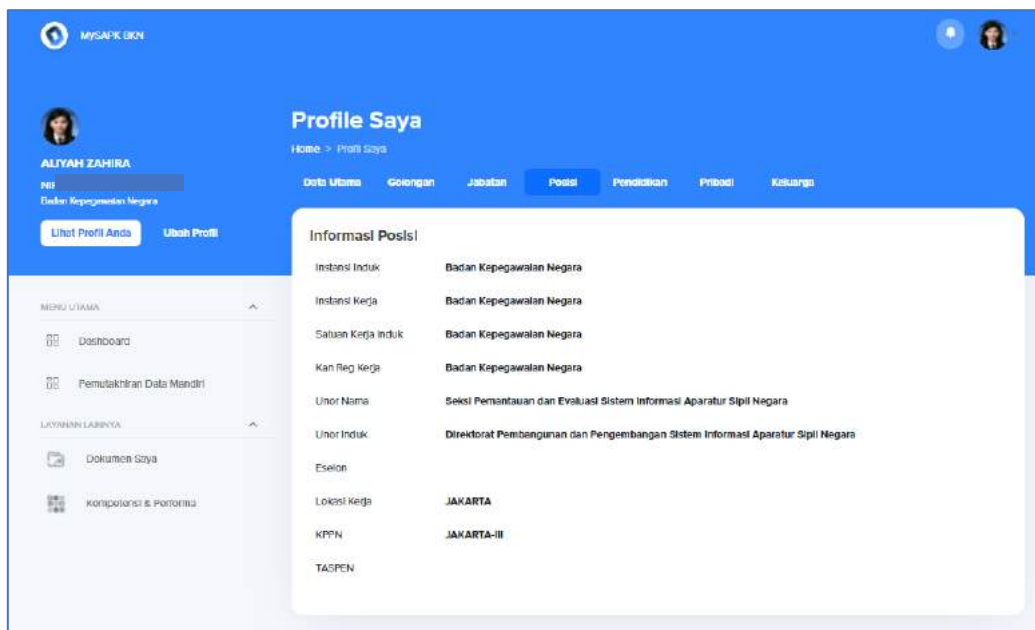 MySAPK BKN
ALIYAH ZAHIRA
NI
Badan Kepegawaian Negara
Lihat Profil Anda
Ubah Profil
MENU UTAMA
Dashboard
Pemutakhiran Data Mandiri
LAYANAN LAINNYA
Dokumen Saya
Kompetensi & Performa
Profile Saya
Home > Profil Saya
Data Utama Golongan Jabatan Posisi Pendidikan Pribadi Keluarga
Informasi Posisi
Instansi Induk Badan Kepegawaian Negara
Instansi Kerja Badan Kepegawaian Negara
Satuan Kerja Induk Badan Kepegawaian Negara
Kan Reg Kerja Badan Kepegawaian Negara
Unor Nama Seksi Pemantauan dan Evaluasi Sistem Informasi Aparatur Sipil Negara
Unor Induk Direktorat Pembangunan dan Pengembangan Sistem Informasi Aparatur Sipil Negara
Eselon
Lokasi Kerja JAKARTA
KPPN JAKARTA-III
TASPEN